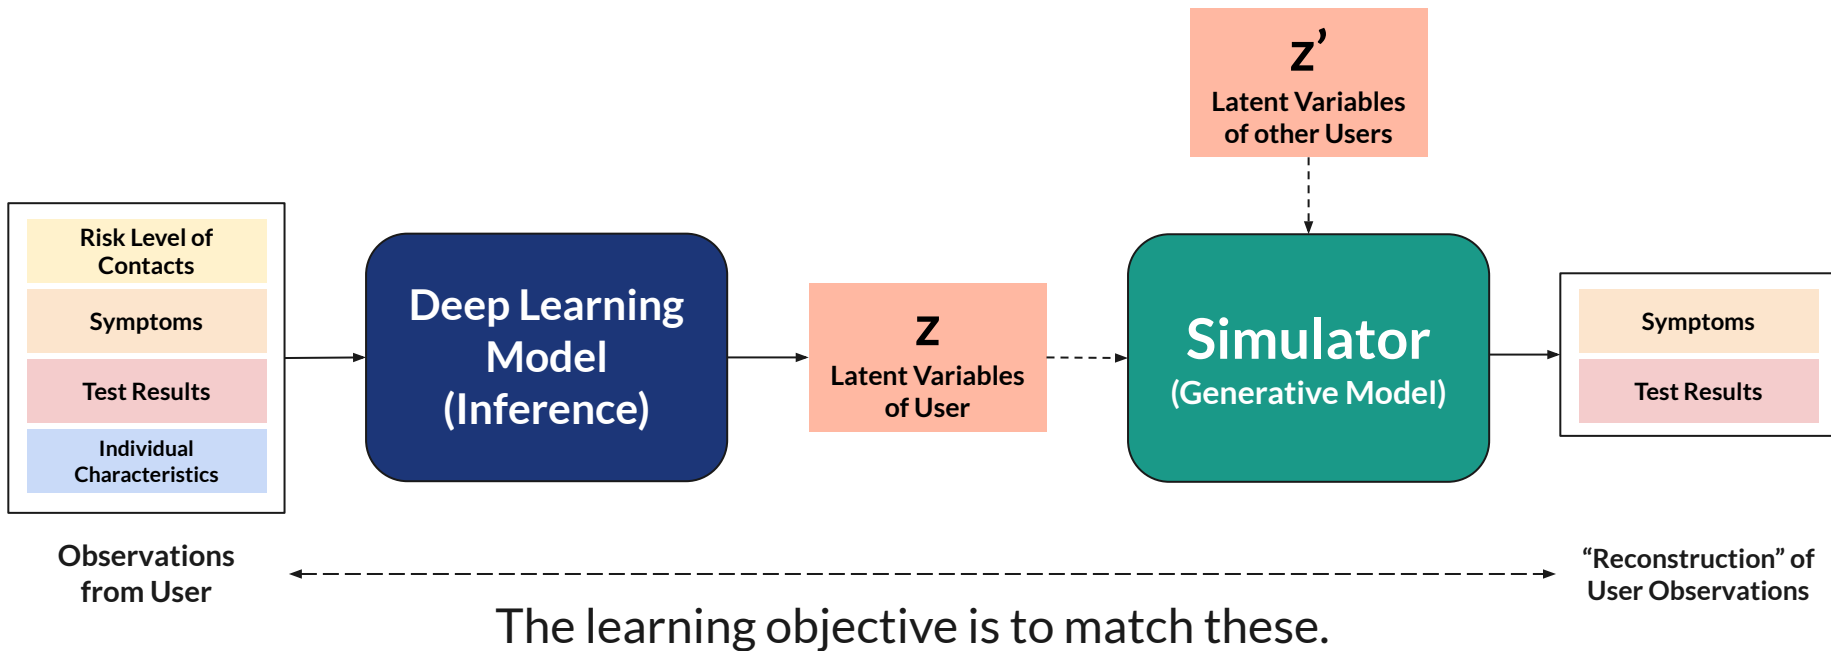 z’
Latent Variables
of other Users
Risk Level of
Contacts
Symptoms
Test Results
Individual
Characteristics
Deep Learning
Model
(Inference)
z
Latent Variables
of User
Simulator
(Generative Model)
Symptoms
Test Results
Observations
from User
“Reconstruction” of
User Observations
The learning objective is to match these.